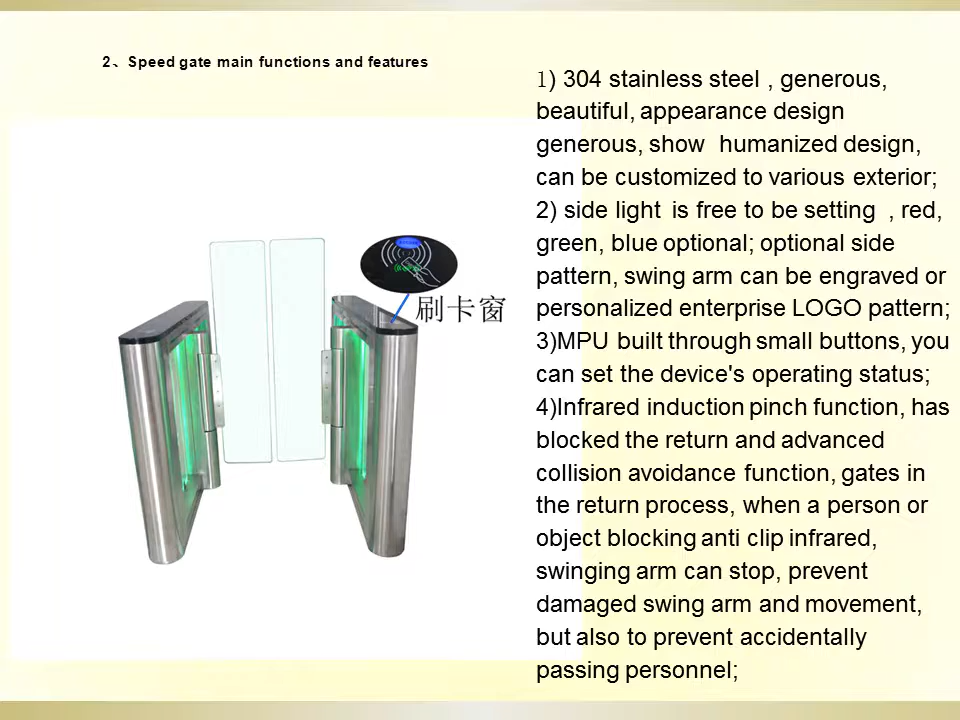 2、Speed gate main functions and features
1) 304 stainless steel , generous,
beautiful, appearance design
generous, show humanized design,
can be customized to various exterior;
2) side light is free to be setting , red,
green, blue optional; optional side
pattern, swing arm can be engraved or
personalized enterprise LOGO pattern;
3)MPU built through small buttons, you
can set the device's operating status;
4)Infrared induction pinch function, has
blocked the return and advanced
collision avoidance function, gates in
the return process, when a person or
object blocking anti clip infrared,
swinging arm can stop, prevent
damaged swing arm and movement,
but also to prevent accidentally
passing personnel;
刷卡窗